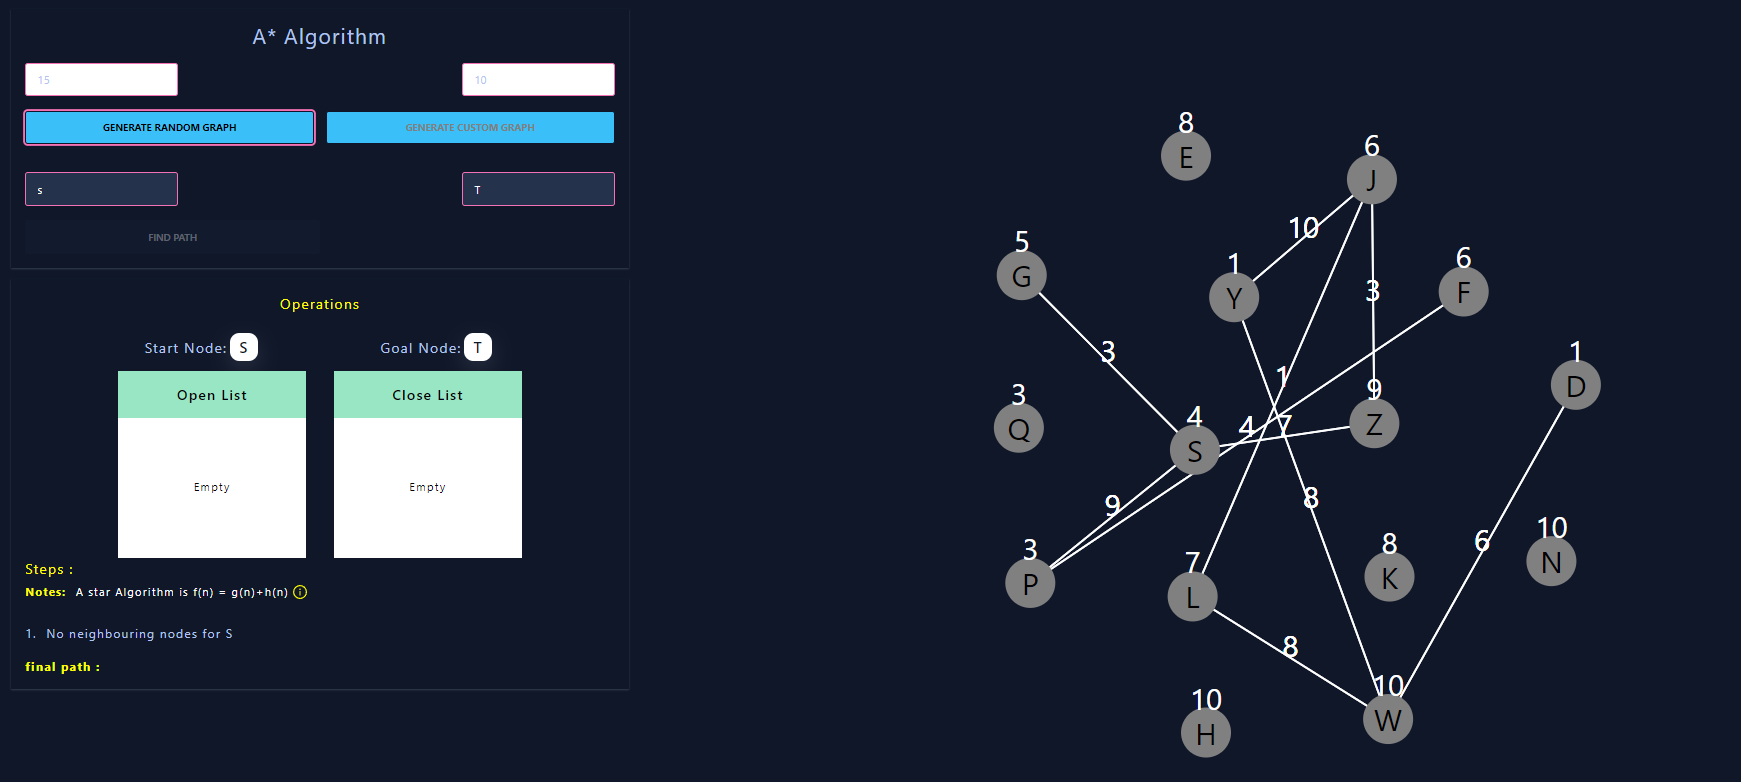 A* Algorithm
15
10
GENERATE RANDOM GRAPH
GENERATE CUSTOM GRAPH
s
T
FIND PATH
Operations
Start Node: S
Goal Node: T
Open List
Close List
Empty
Empty
Steps :
Notes: A star Algorithm is f(n) = g(n)+h(n)
1. No neighbouring nodes for S
final path :
8
E
6
J
10
5
G
1
Y
6
F
3
3
1
D
1
3
Q
9
Z
4
S
4
7
9
8
3
P
7
L
8
K
6
10
N
8
10
W
10
H